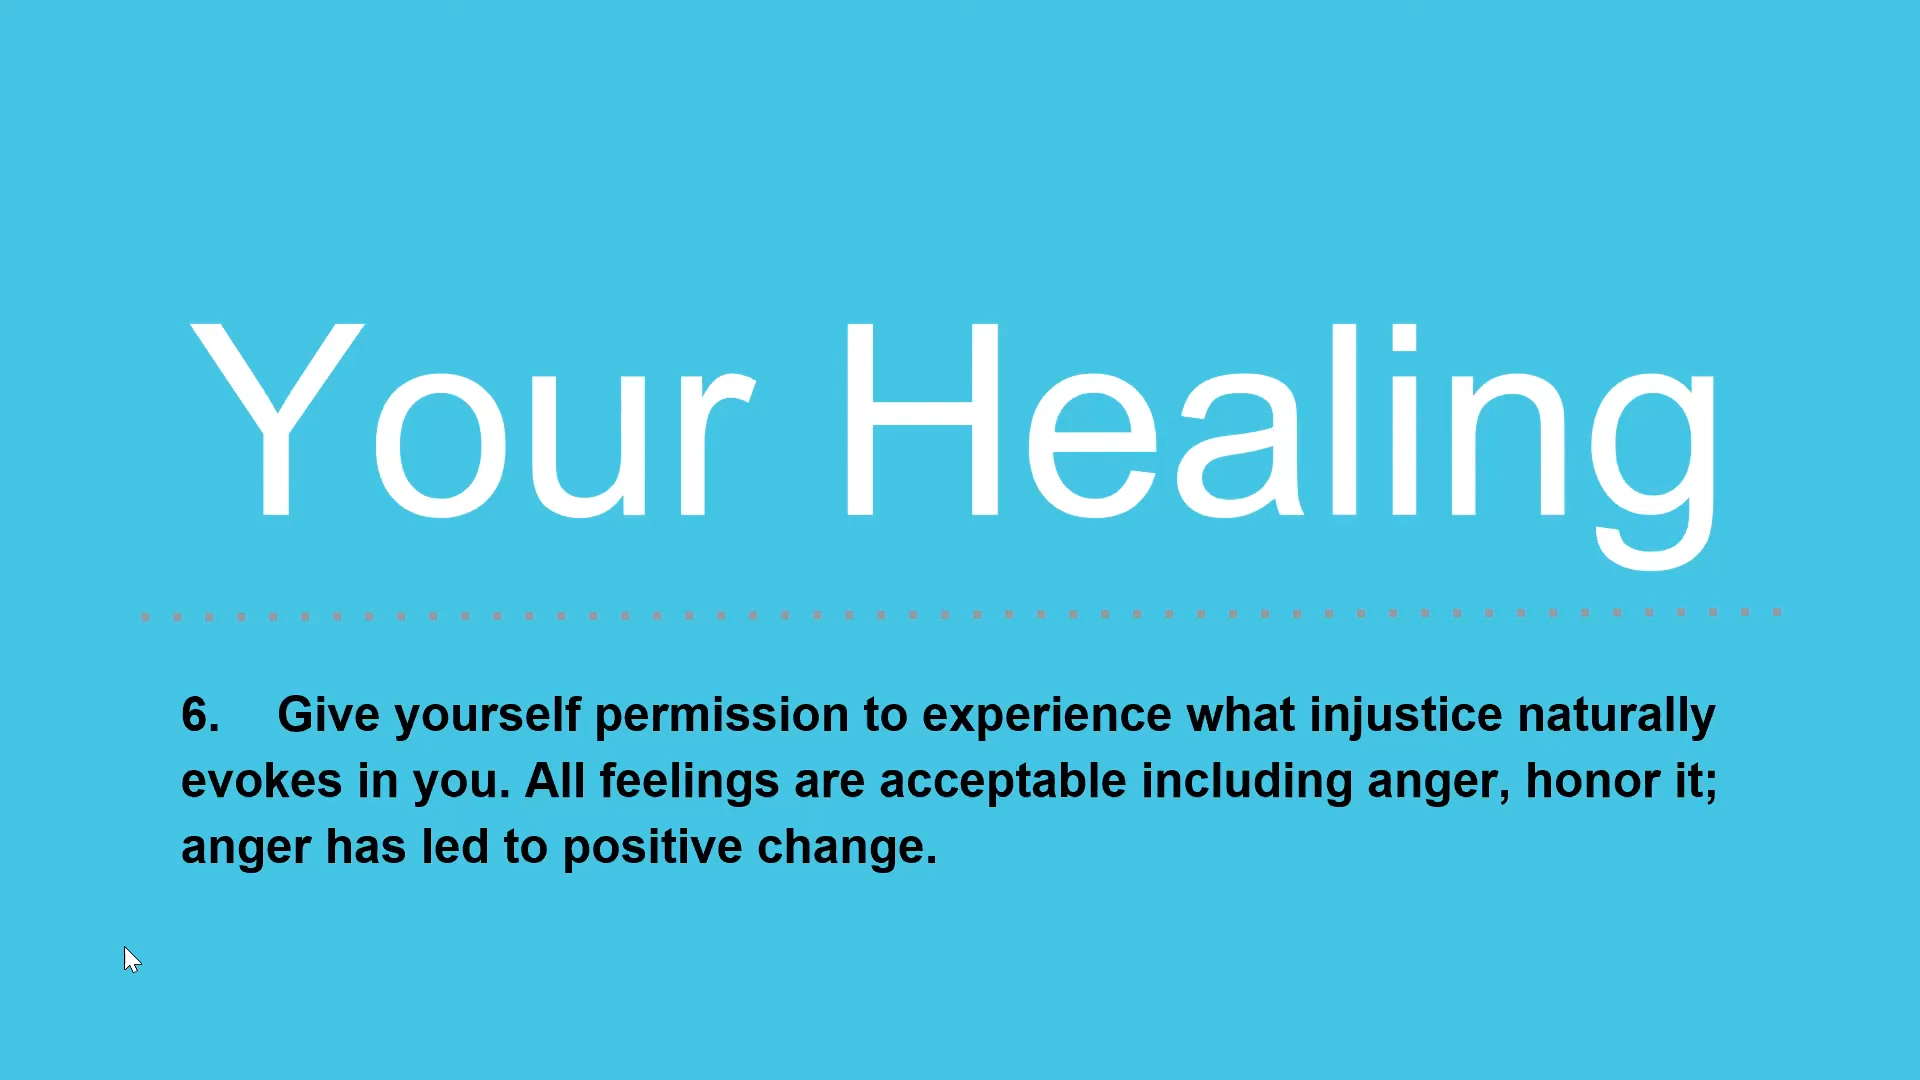 Your Healing
6. Give yourself permission to experience what injustice naturally
evokes in you. All feelings are acceptable including anger, honor it;
anger has led to positive change.